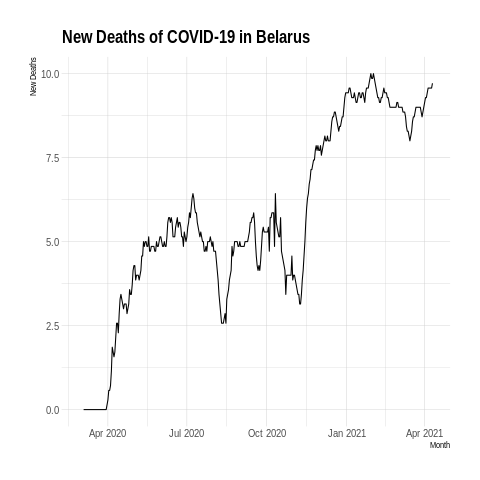 New Deaths of COVID-19 in Belarus
New Deaths
10.0
7.5
5.0
2.5
0.0
Apr 2020
Jul 2020
Oct 2020
Jan 2021
Apr 2021
Month